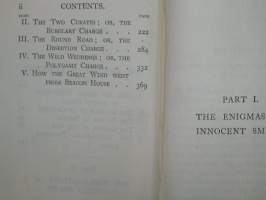 ii CONTENTS.
PAGE
II. The Two Curates; or, the
Burglary Charge . . . 222
III. The Round Road; or, the
Desertion Charge . . . 284
IV. The Wild Weddings; or, the
Polygamy Charge . . . 332
V. How the Great Wind went
from Beacon House . . . 369
PART I.
THE ENIGMAS
INNOCENT SM